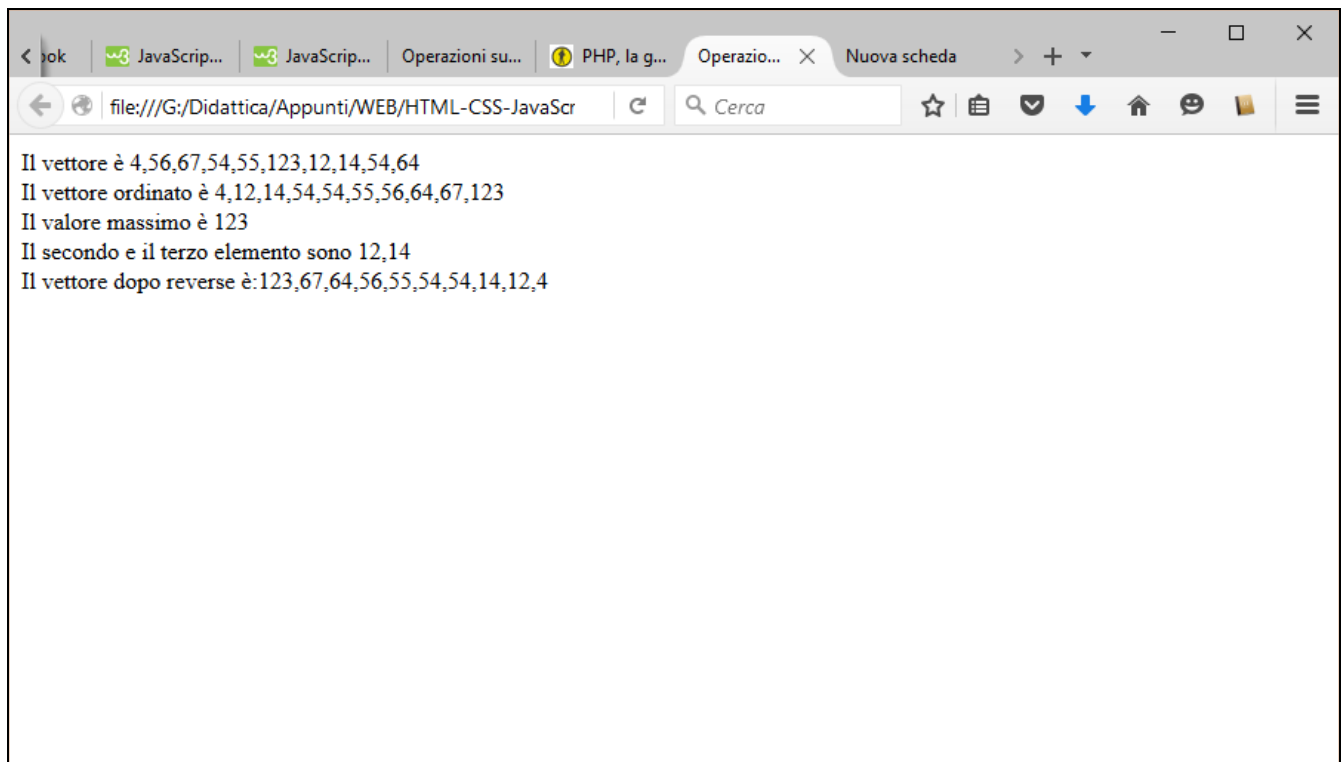 ok JavaScrip... JavaScrip... Operazioni su... PHP, la g... Operazio... Nuova scheda
file:///G:/Didattica/Appunti/WEB/HTML-CSS-JavaScr Cerca
Il vettore è 4,56,67,54,55,123,12,14,54,64
Il vettore ordinato è 4,12,14,54,54,55,56,64,67,123
Il valore massimo è 123
Il secondo e il terzo elemento sono 12,14
Il vettore dopo reverse è:123,67,64,56,55,54,54,14,12,4